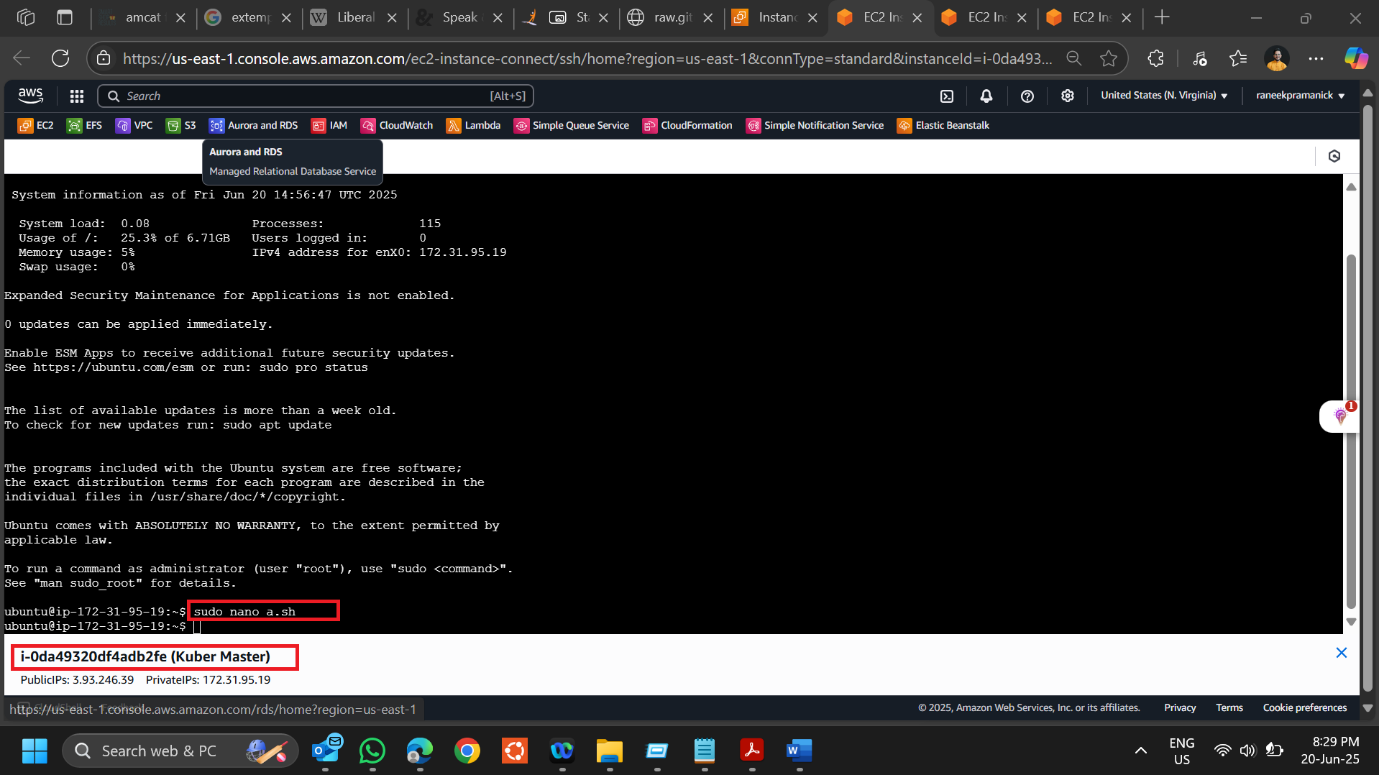 amcat
extemp
Liberal
Speak
Sta
raw.git
Instanc
EC2 Ins
EC2 Ins
EC2 Ins
https://us-east-1.console.aws.amazon.com/ec2-instance-connect/ssh/home?region=us-east-1&connType=standard&instanceId=i-0da493...
aws
Search [Alt+S]
United States (N. Virginia)
raneekpramanick
EC2 EFS VPC S3 Aurora and RDS IAM CloudWatch Lambda Simple Queue Service CloudFormation Simple Notification Service Elastic Beanstalk
Aurora and RDS
Managed Relational Database Service
System information as of Fri Jun 20 14:56:47 UTC 2025
System load: 0.08 Processes: 115
Usage of /: 25.3% of 6.71GB Users logged in: 0
Memory usage: 5% IPv4 address for enX0: 172.31.95.19
Swap usage: 0%
Expanded Security Maintenance for Applications is not enabled.
0 updates can be applied immediately.
Enable ESM Apps to receive additional future security updates.
See https://ubuntu.com/esm or run: sudo pro status
1
The list of available updates is more than a week old.
To check for new updates run: sudo apt update
The programs included with the Ubuntu system are free software;
the exact distribution terms for each program are described in the
individual files in /usr/share/doc/*/copyright.
Ubuntu comes with ABSOLUTELY NO WARRANTY, to the extent permitted by
applicable law.
To run a command as administrator (user "root"), use "sudo <command>".
See "man sudo_root" for details.
ubuntu@ip-172-31-95-19:~$ sudo nano a.sh
ubuntu@ip-172-31-95-19:~$
i-0da49320df4adb2fe (Kuber Master)
PublicIPs: 3.93.246.39 PrivateIPs: 172.31.95.19
https://us-east-1.console.aws.amazon.com/rds/home?region=us-east-1
© 2025, Amazon Web Services, Inc. or its affiliates. Privacy Terms Cookie preferences
Search web & PC
ENG
US
8:29 PM
20-Jun-25